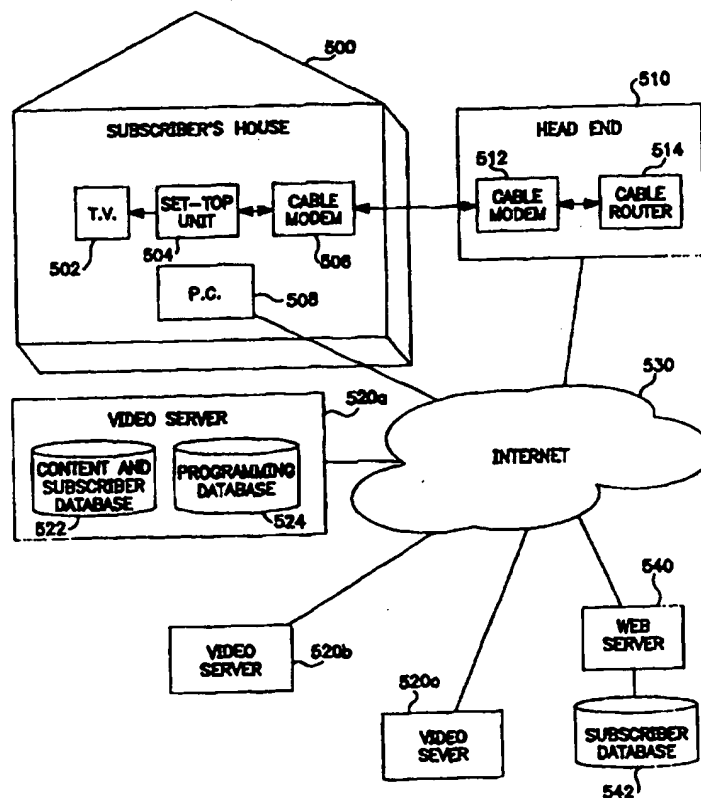 500
SUBSCRIBER'S HOUSE
T.V.
502
SET-TOP
UNIT
504
CABLE
MODEM
506
P.C.
508
510
HEAD END
512
CABLE
MODEM
514
CABLE
ROUTER
520a
VIDEO SERVER
CONTENT AND
SUBSCRIBER
DATABASE
522
PROGRAMMING
DATABASE
524
530
INTERNET
VIDEO
SERVER
520b
520c
VIDEO
SEVER
540
WEB
SERVER
SUBSCRIBER
DATABASE
542